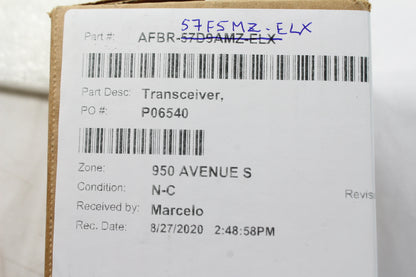 57F5MZ-ELX
Part #: AFBR-57D9AMZ-ELX
Part Desc: Transceiver,
PO #: P06540
Zone: 950 AVENUE S
Condition: N-C
Revis
Received by: Marcelo
Rec. Date: 8/27/2020 2:48:58PM